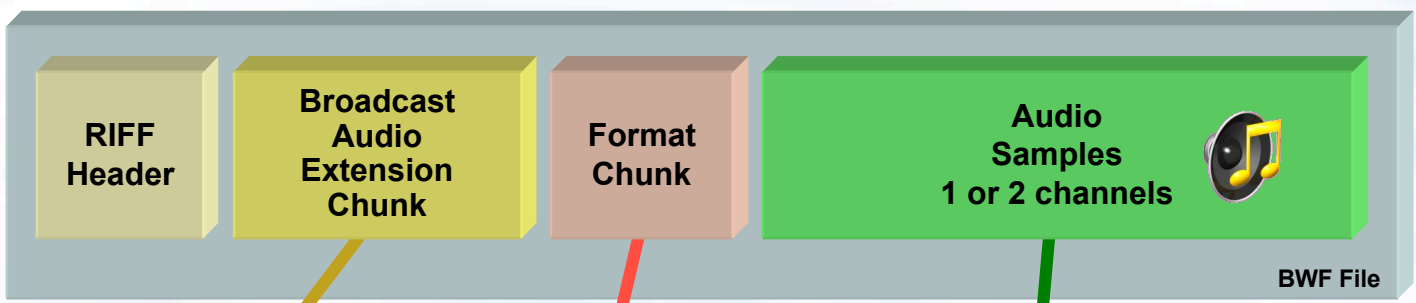 RIFF
Header
Broadcast
Audio
Extension
Chunk
Format
Chunk
Audio
Samples
1 or 2 channels
BWF File